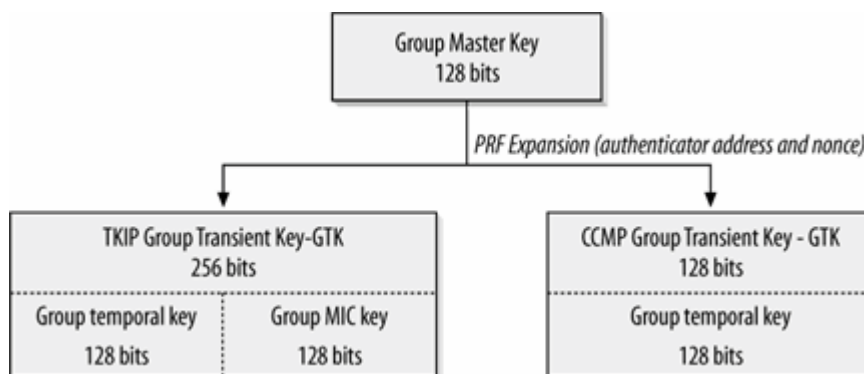 Group Master Key
128 bits
PRF Expansion (authenticator address and nonce)
TKIP Group Transient Key-GTK
256 bits
Group temporal key
128 bits
Group MIC key
128 bits
CCMP Group Transient Key - GTK
128 bits
Group temporal key
128 bits